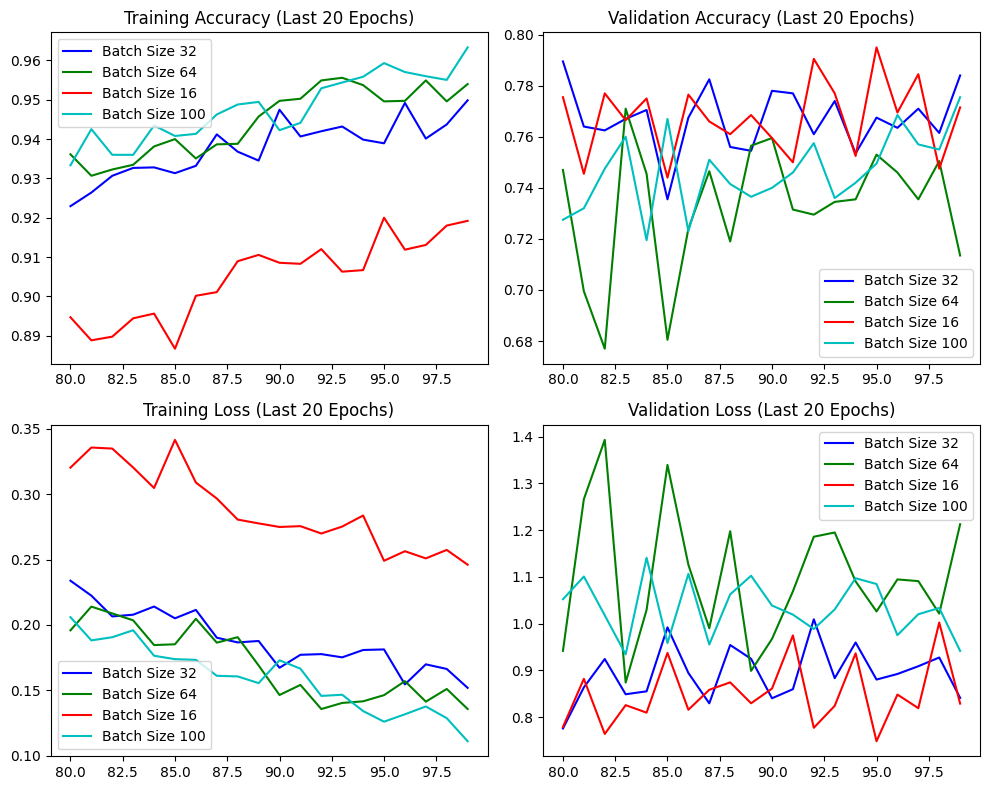 Training Accuracy (Last 20 Epochs)
0.96
0.95
0.94
0.93
0.92
0.91
0.90
0.89
Batch Size 32
Batch Size 64
Batch Size 16
Batch Size 100
80.0 82.5 85.0 87.5 90.0 92.5 95.0 97.5
Validation Accuracy (Last 20 Epochs)
0.80
0.78
0.76
0.74
0.72
0.70
0.68
Batch Size 32
Batch Size 64
Batch Size 16
Batch Size 100
80.0 82.5 85.0 87.5 90.0 92.5 95.0 97.5
Training Loss (Last 20 Epochs)
0.35
0.30
0.25
0.20
0.15
0.10
Batch Size 32
Batch Size 64
Batch Size 16
Batch Size 100
80.0 82.5 85.0 87.5 90.0 92.5 95.0 97.5
Validation Loss (Last 20 Epochs)
1.4
1.3
1.2
1.1
1.0
0.9
0.8
Batch Size 32
Batch Size 64
Batch Size 16
Batch Size 100
80.0 82.5 85.0 87.5 90.0 92.5 95.0 97.5